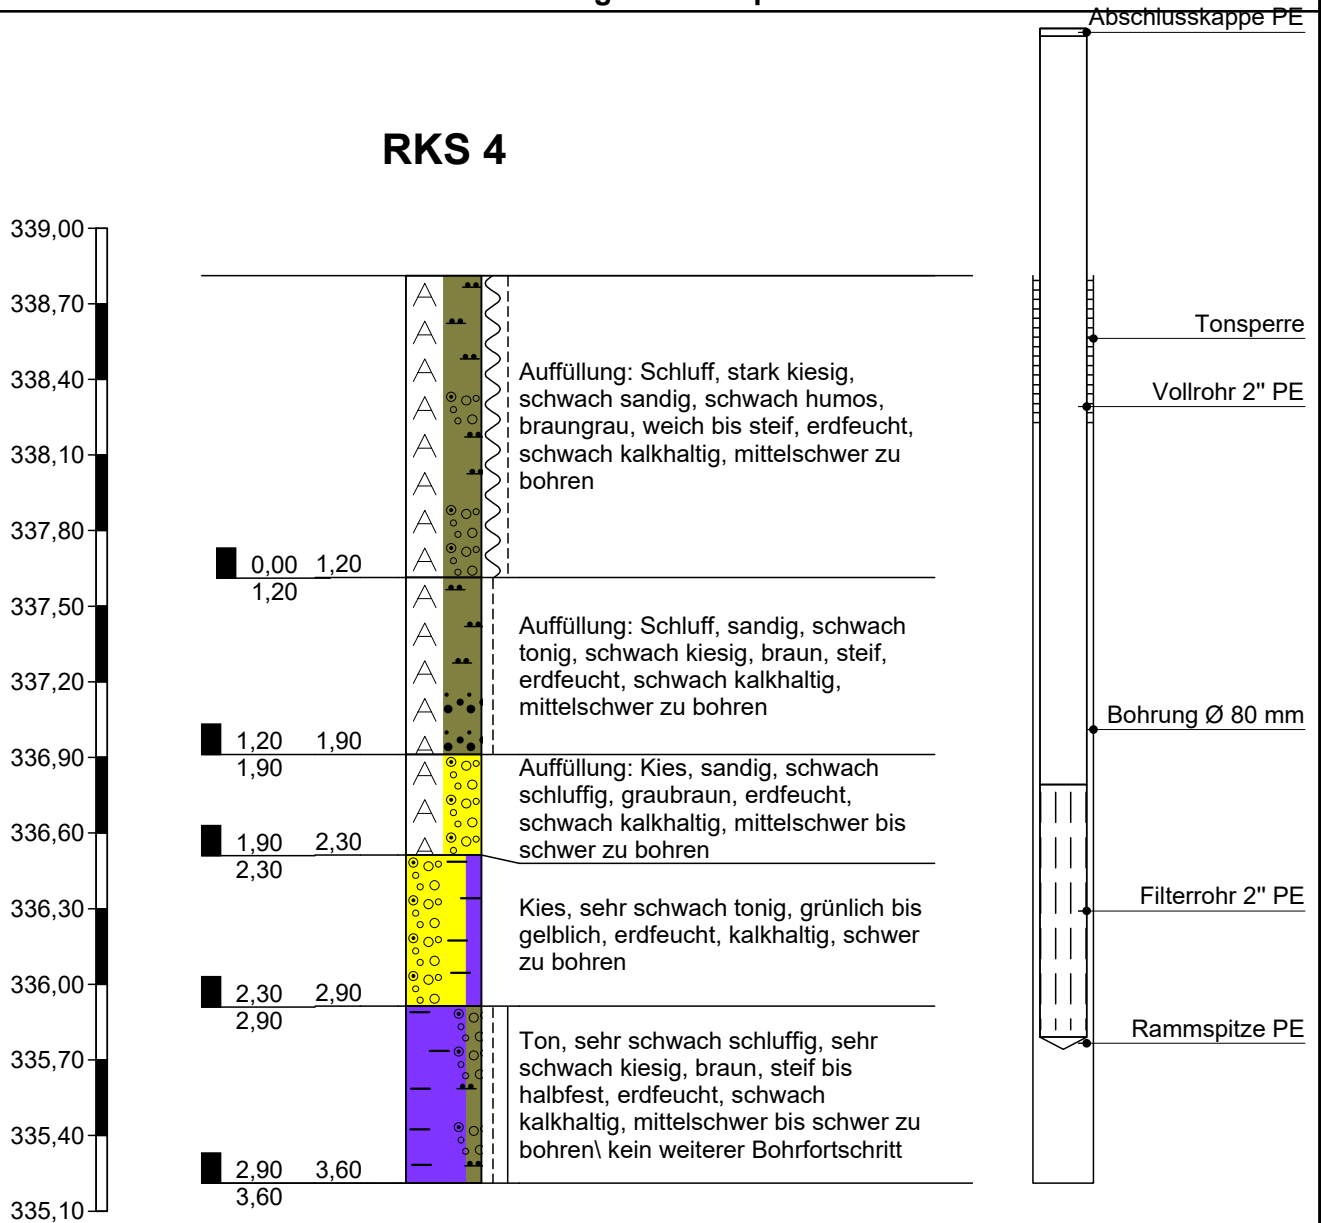 Abschlusskappe PE
RKS 4
339,00
338,70
338,40
338,10
337,80
337,50
337,20
336,90
336,60
336,30
336,00
335,70
335,40
335,10
0,00 1,20
1,20
1,20 1,90
1,90
1,90 2,30
2,30
2,30 2,90
2,90
2,90 3,60
3,60
Auffüllung: Schluff, stark kiesig,
schwach sandig, schwach humos,
braungrau, weich bis steif, erdfeucht,
schwach kalkhaltig, mittelschwer zu
bohren
Auffüllung: Schluff, sandig, schwach
tonig, schwach kiesig, braun, steif,
erdfeucht, schwach kalkhaltig,
mittelschwer zu bohren
Auffüllung: Kies, sandig, schwach
schluffig, graubraun, erdfeucht,
schwach kalkhaltig, mittelschwer bis
schwer zu bohren
Kies, sehr schwach tonig, grünlich bis
gelblich, erdfeucht, kalkhaltig, schwer
zu bohren
Ton, sehr schwach schluffig, sehr
schwach kiesig, braun, steif bis
halbfest, erdfeucht, schwach
kalkhaltig, mittelschwer bis schwer zu
bohren\ kein weiterer Bohrfortschritt
Tonsperre
Vollrohr 2" PE
Bohrung Ø 80 mm
Filterrohr 2" PE
Rammspitze PE